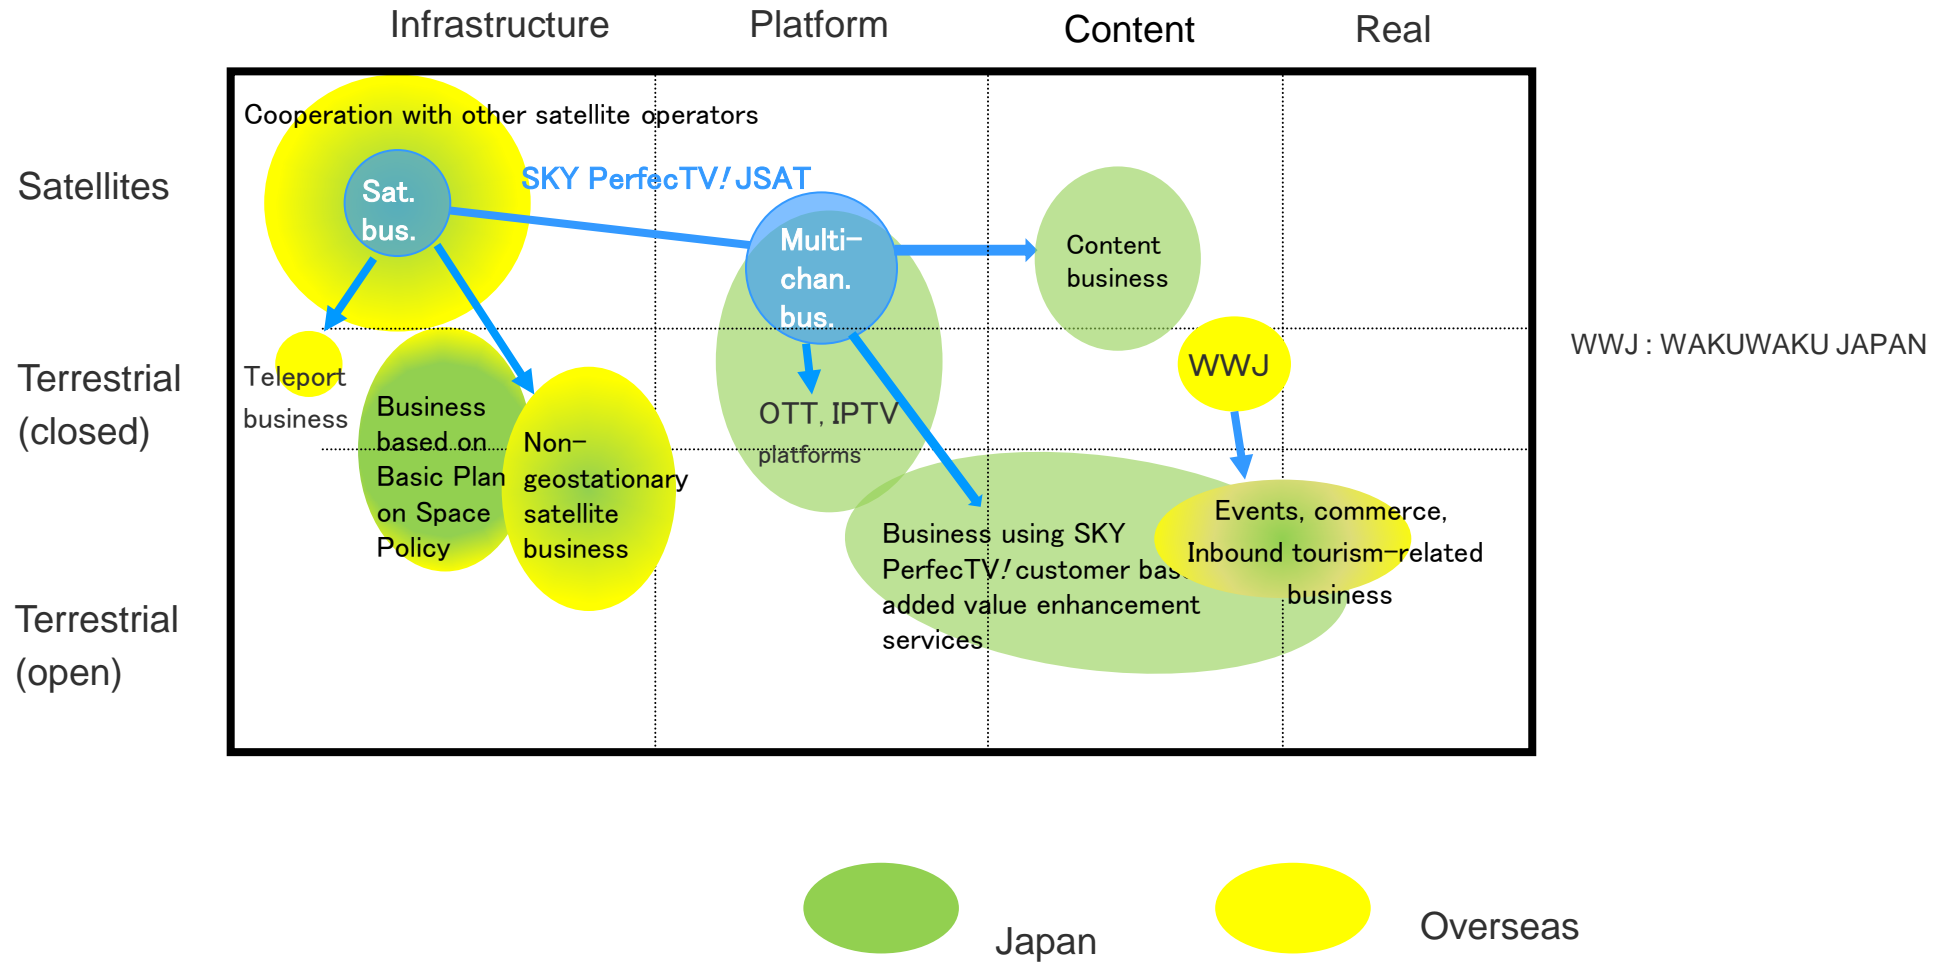 Infrastructure
Platform
Content
Real
Satellites
Cooperation with other satellite operators
SKY PerfecTV! JSAT
Sat.
bus.
Multi-
chan.
bus.
Content
business
Terrestrial
(closed)
Teleport
business
Business
based on
Basic Plan
on Space
Policy
Non-
geostationary
satellite
business
OTT, IPTV
platforms
WWJ
WWJ : WAKUWAKU JAPAN
Terrestrial
(open)
Business using SKY
PerfecTV! customer
added value enhancement
services
Events, commerce,
Inbound tourism-related
business
Japan
Overseas